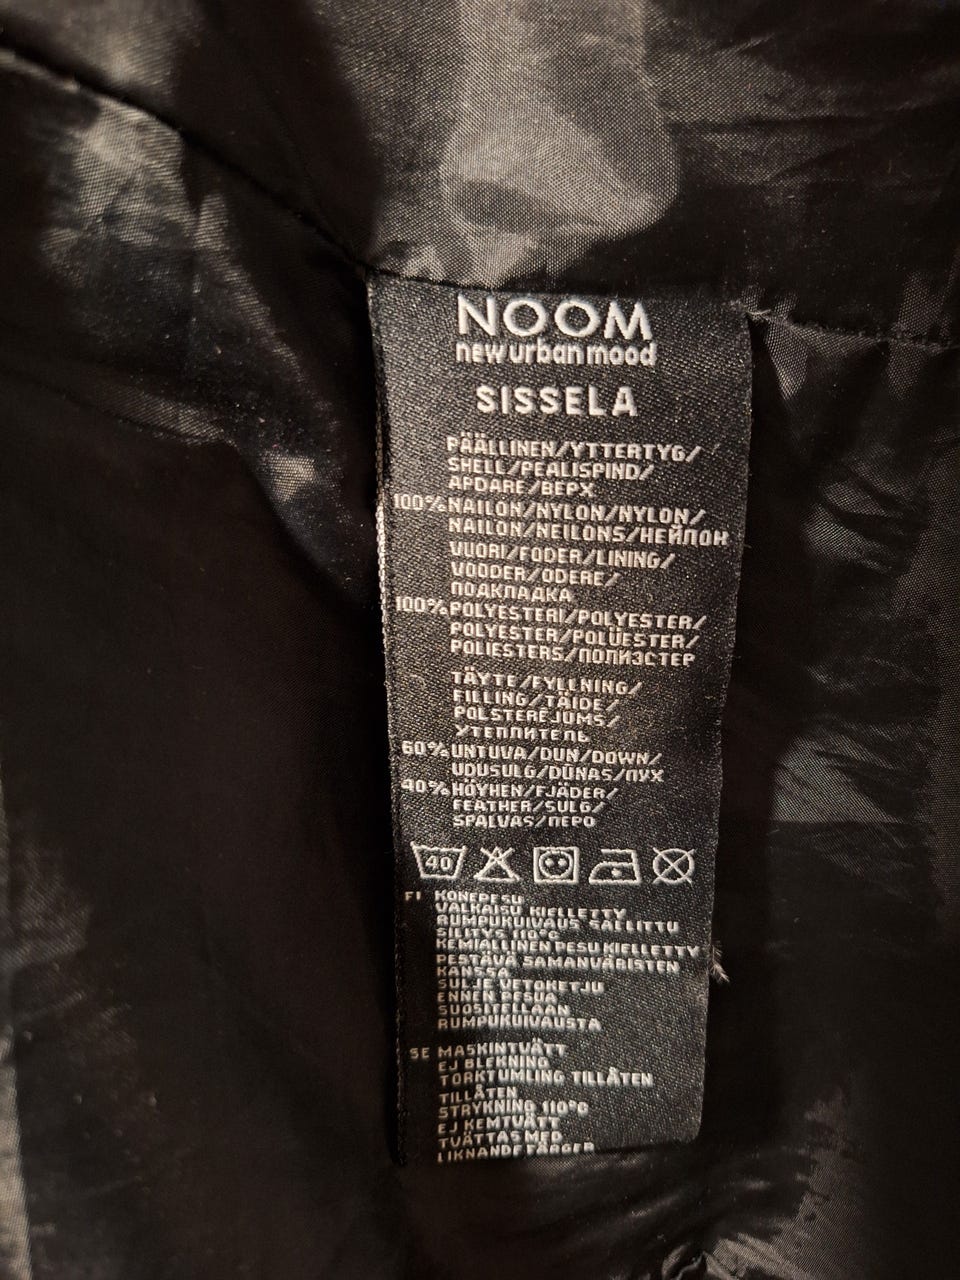 NOOM
new urban mood
SISSELA
PÄÄLLINEN/YTTERTYG/
SHELL/PEALISPIND/
APDARE/ВЕРХ
100% NAILON/NYLON/NYLON/
NAILON/NEILONS/НЕЙЛОН
VUORI/FODER/LINING/
VOODER/ODERE/
ПОДКЛАДКА
100% POLYESTERI/POLYESTER/
POLYESTER/POLÜESTER/
POLIESTERS/ПОЛИЭСТЕР
TÄYTE/FYLLNING/
FILLING/TÄIDE/
POLSTEREJUMS/
УТЕПЛИТЕЛЬ
60% UNTUVA/DUN/DOWN/
UDUSULG/DŪNAS/ПУХ
40% HÖYHEN/FJÄDER/
FEATHER/SULG/
SPALVAS/ПЕРО
40
FI KONEPESU
VALKAISU KIELLETTY
RUMPUKUIVAUS SALLITTU
SILITYS 110°C
KEMIALLINEN PESU KIELLETTY
PESTÄVÄ SAMANVÄRISTEN
KANSSA
SULJE VETOKETJU
ENNEN PESUA
SUOSITELLAAN
RUMPUKUIVAUSTA
SE MASKINTVÄTT
EJ BLEKNING
TORKTUMLING TILLÅTEN
TILLÅTEN
STRYKNING 110°C
EJ KEMTVÄTT
TVÄTTAS MED
LIKNANDE FÄRGER